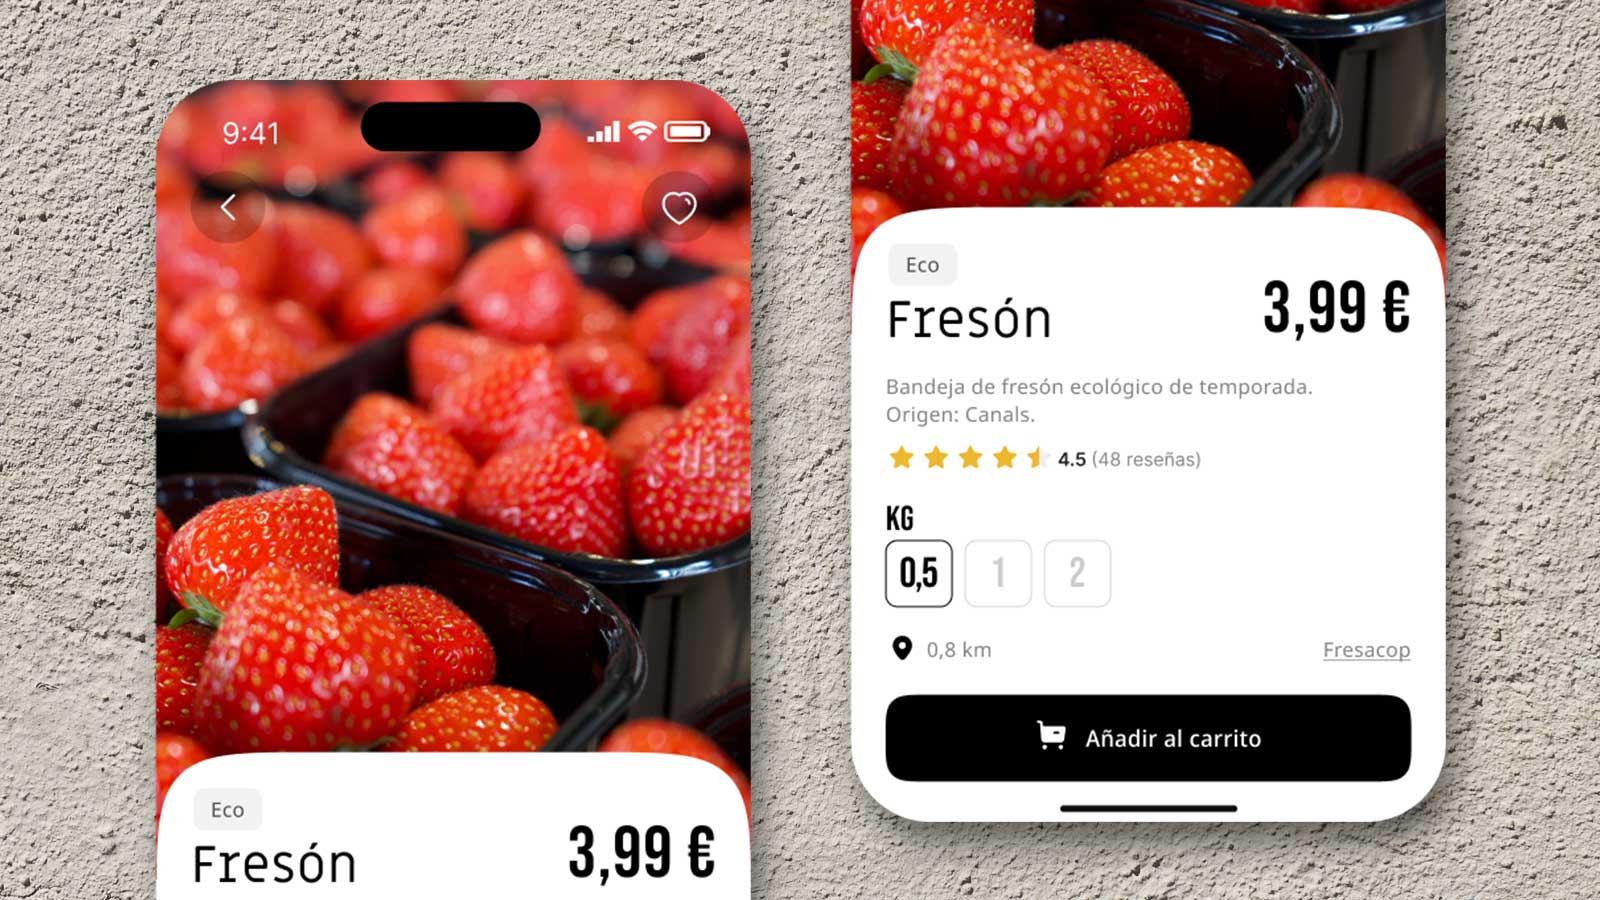 9:41
Eco
Fresón
3,99 €
Eco
Fresón
3,99 €
Bandeja de fresón ecológico de temporada.
Origen: Canals.
4.5 (48 reseñas)
KG
0,5 1 2
0,8 km
Fresacop
Añadir al carrito